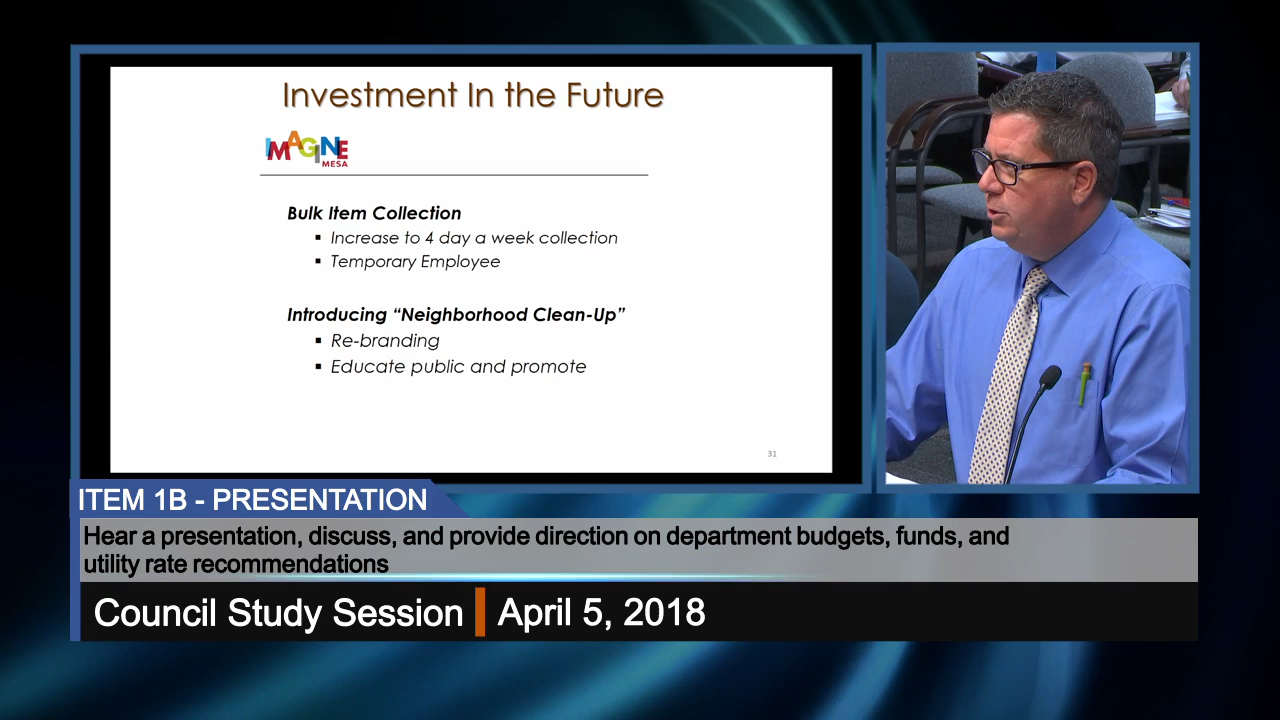 Investment In the Future
IMAGINE
MESA
Bulk Item Collection
▪ Increase to 4 day a week collection
▪ Temporary Employee
Introducing “Neighborhood Clean-Up”
▪ Re-branding
▪ Educate public and promote
31
ITEM 1B - PRESENTATION
Hear a presentation, discuss, and provide direction on department budgets, funds, and
utility rate recommendations
Council Study Session
April 5, 2018